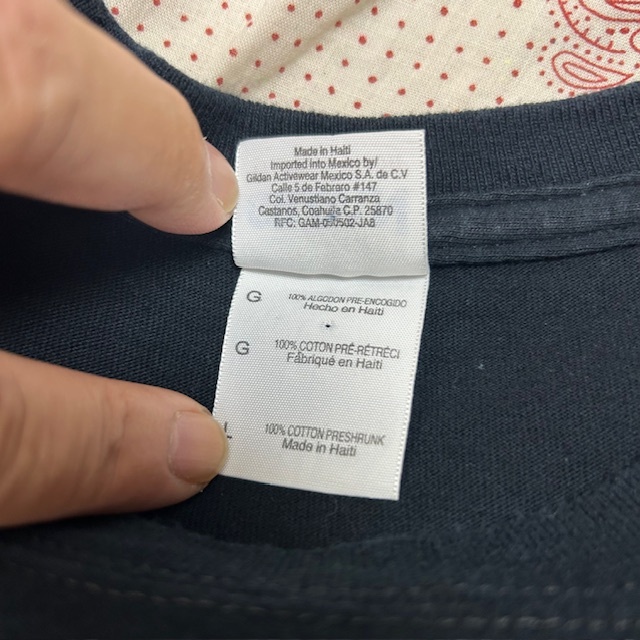 Made in Haiti
Imported into Mexico by/
Gildan Activewear Mexico S.A. de C.V
Calle 5 de Febraro #147
Col. Venustiano Carranza
Castanos, Coahuila C.P. 25870
RFC:
G 100% ALGODON PRE-ENCOGIDO
Hecho en Haiti
G 100% COTON PRÉ-RÉTRÉCI
Fabriqué en Haiti
L 100% COTTON PRESHRUNK
Made in Haiti